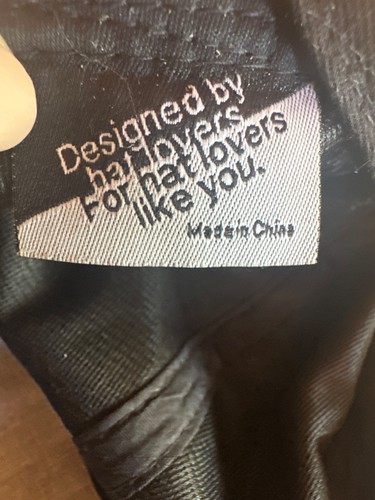 Designed by
hat lovers
For hat lovers
like you.
Made in China